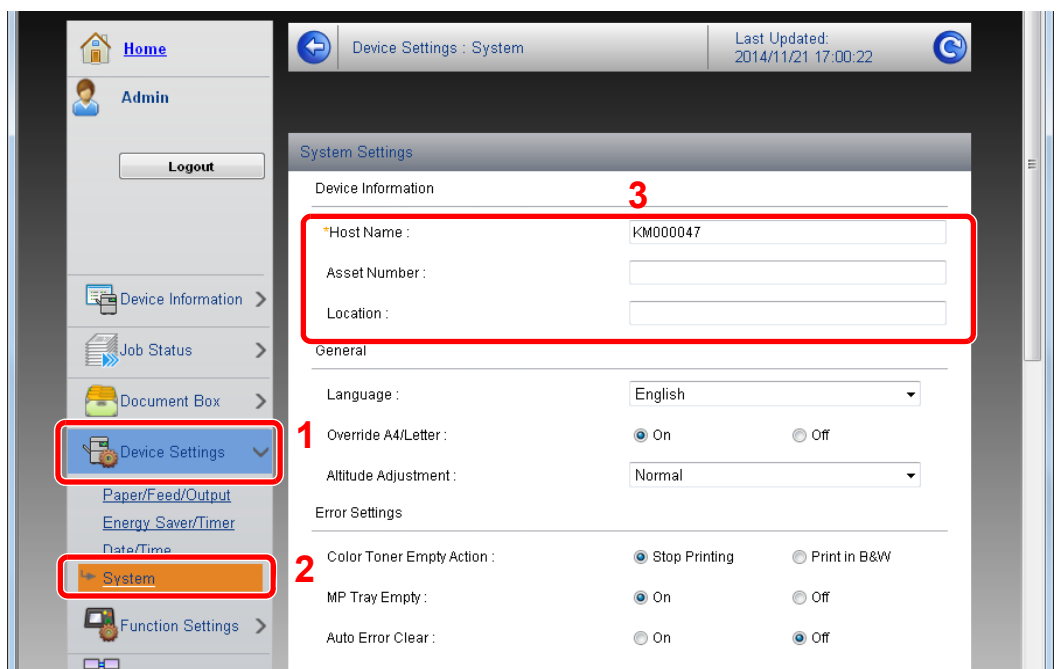 Home
Device Settings : System
Last Updated:
2014/11/21 17:00:22
Admin
Logout
System Settings
Device Information
3
*Host Name :
KM000047
Asset Number :
Location :
Device Information
Job Status
Document Box
1
Device Settings
Paper/Feed/Output
Energy Saver/Timer
Date/Time
2
System
Function Settings
General
Language :
English
Override A4/Letter :
On
Off
Altitude Adjustment :
Normal
Error Settings
Color Toner Empty Action :
Stop Printing
Print in B&W
MP Tray Empty :
On
Off
Auto Error Clear :
On
Off